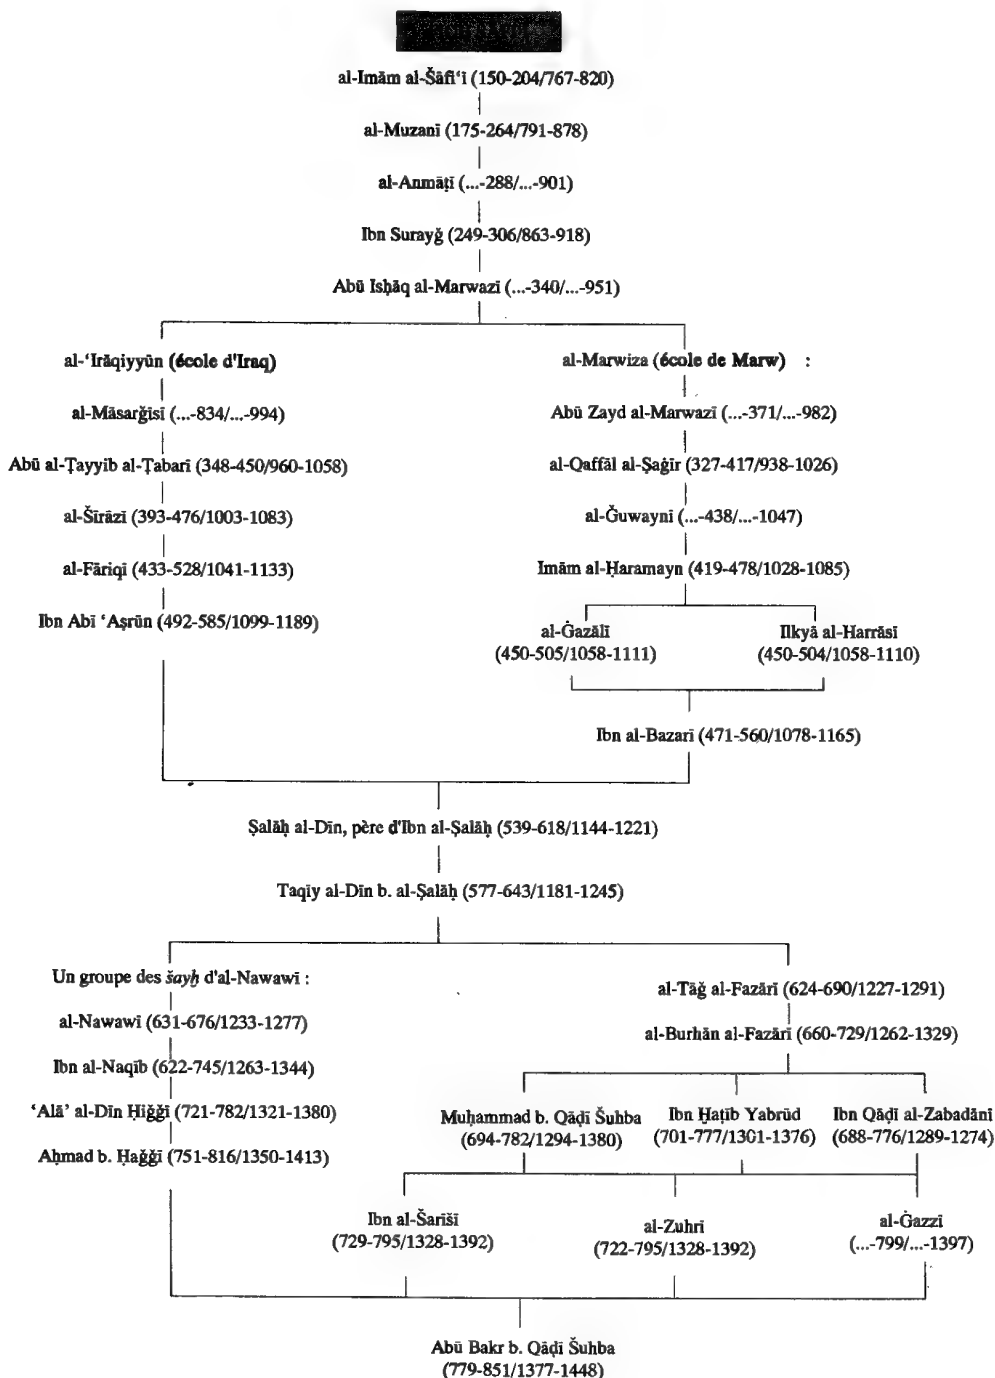 al-Imām al-Šāfi‘ī (150-204/767-820)
al-Muzanī (175-264/791-878)
al-Anmāṭī (...-288/...-901)
Ibn Surayǧ (249-306/863-918)
Abū Isḥāq al-Marwazī (...-340/...-951)
al-‘Irāqiyyūn (école d'Iraq)
al-Māsarǧisī (...-834/...-994)
Abū al-Ṭayyib al-Ṭabarī (348-450/960-1058)
al-Šīrāzī (393-476/1003-1083)
al-Fāriqī (433-528/1041-1133)
Ibn Abī ‘Aṣrūn (492-585/1099-1189)
al-Marwiza (école de Marw) :
Abū Zayd al-Marwazī (...-371/...-982)
al-Qaffāl al-Ṣaġīr (327-417/938-1026)
al-Ǧuwaynī (...-438/...-1047)
Imām al-Ḥaramayn (419-478/1028-1085)
al-Ġazālī
(450-505/1058-1111)
Ilkyā al-Harrāsī
(450-504/1058-1110)
Ibn al-Bazarī (471-560/1078-1165)
Ṣalāḥ al-Dīn, père d'Ibn al-Ṣalāḥ (539-618/1144-1221)
Taqiy al-Dīn b. al-Ṣalāḥ (577-643/1181-1245)
Un groupe des šayḫ d'al-Nawawī :
al-Nawawī (631-676/1233-1277)
Ibn al-Naqīb (622-745/1263-1344)
‘Alā’ al-Dīn Ḥiǧǧī (721-782/1321-1380)
Aḥmad b. Ḥaǧǧī (751-816/1350-1413)
al-Tāǧ al-Fazārī (624-690/1227-1291)
al-Burhān al-Fazārī (660-729/1262-1329)
Muḥammad b. Qāḍī Šuhba
(694-782/1294-1380)
Ibn Ḫaṭīb Yabrūd
(701-777/1301-1376)
Ibn Qāḍī al-Zabadānī
(688-776/1289-1274)
Ibn al-Šarīšī
(729-795/1328-1392)
al-Zuhrī
(722-795/1328-1392)
al-Ġazzī
(...-799/...-1397)
Abū Bakr b. Qāḍī Šuhba
(779-851/1377-1448)